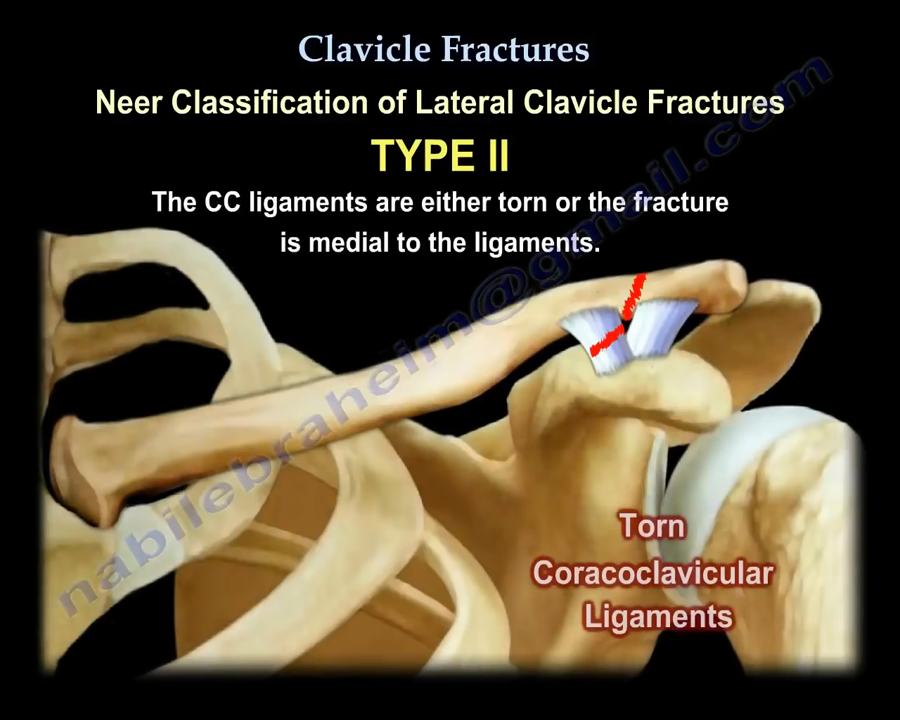 Clavicle Fractures
Neer Classification of Lateral Clavicle Fractures
TYPE II
The CC ligaments are either torn or the fracture
is medial to the ligaments.
nabilebraheim@gmail.com
Torn
Coracoclavicular
Ligaments